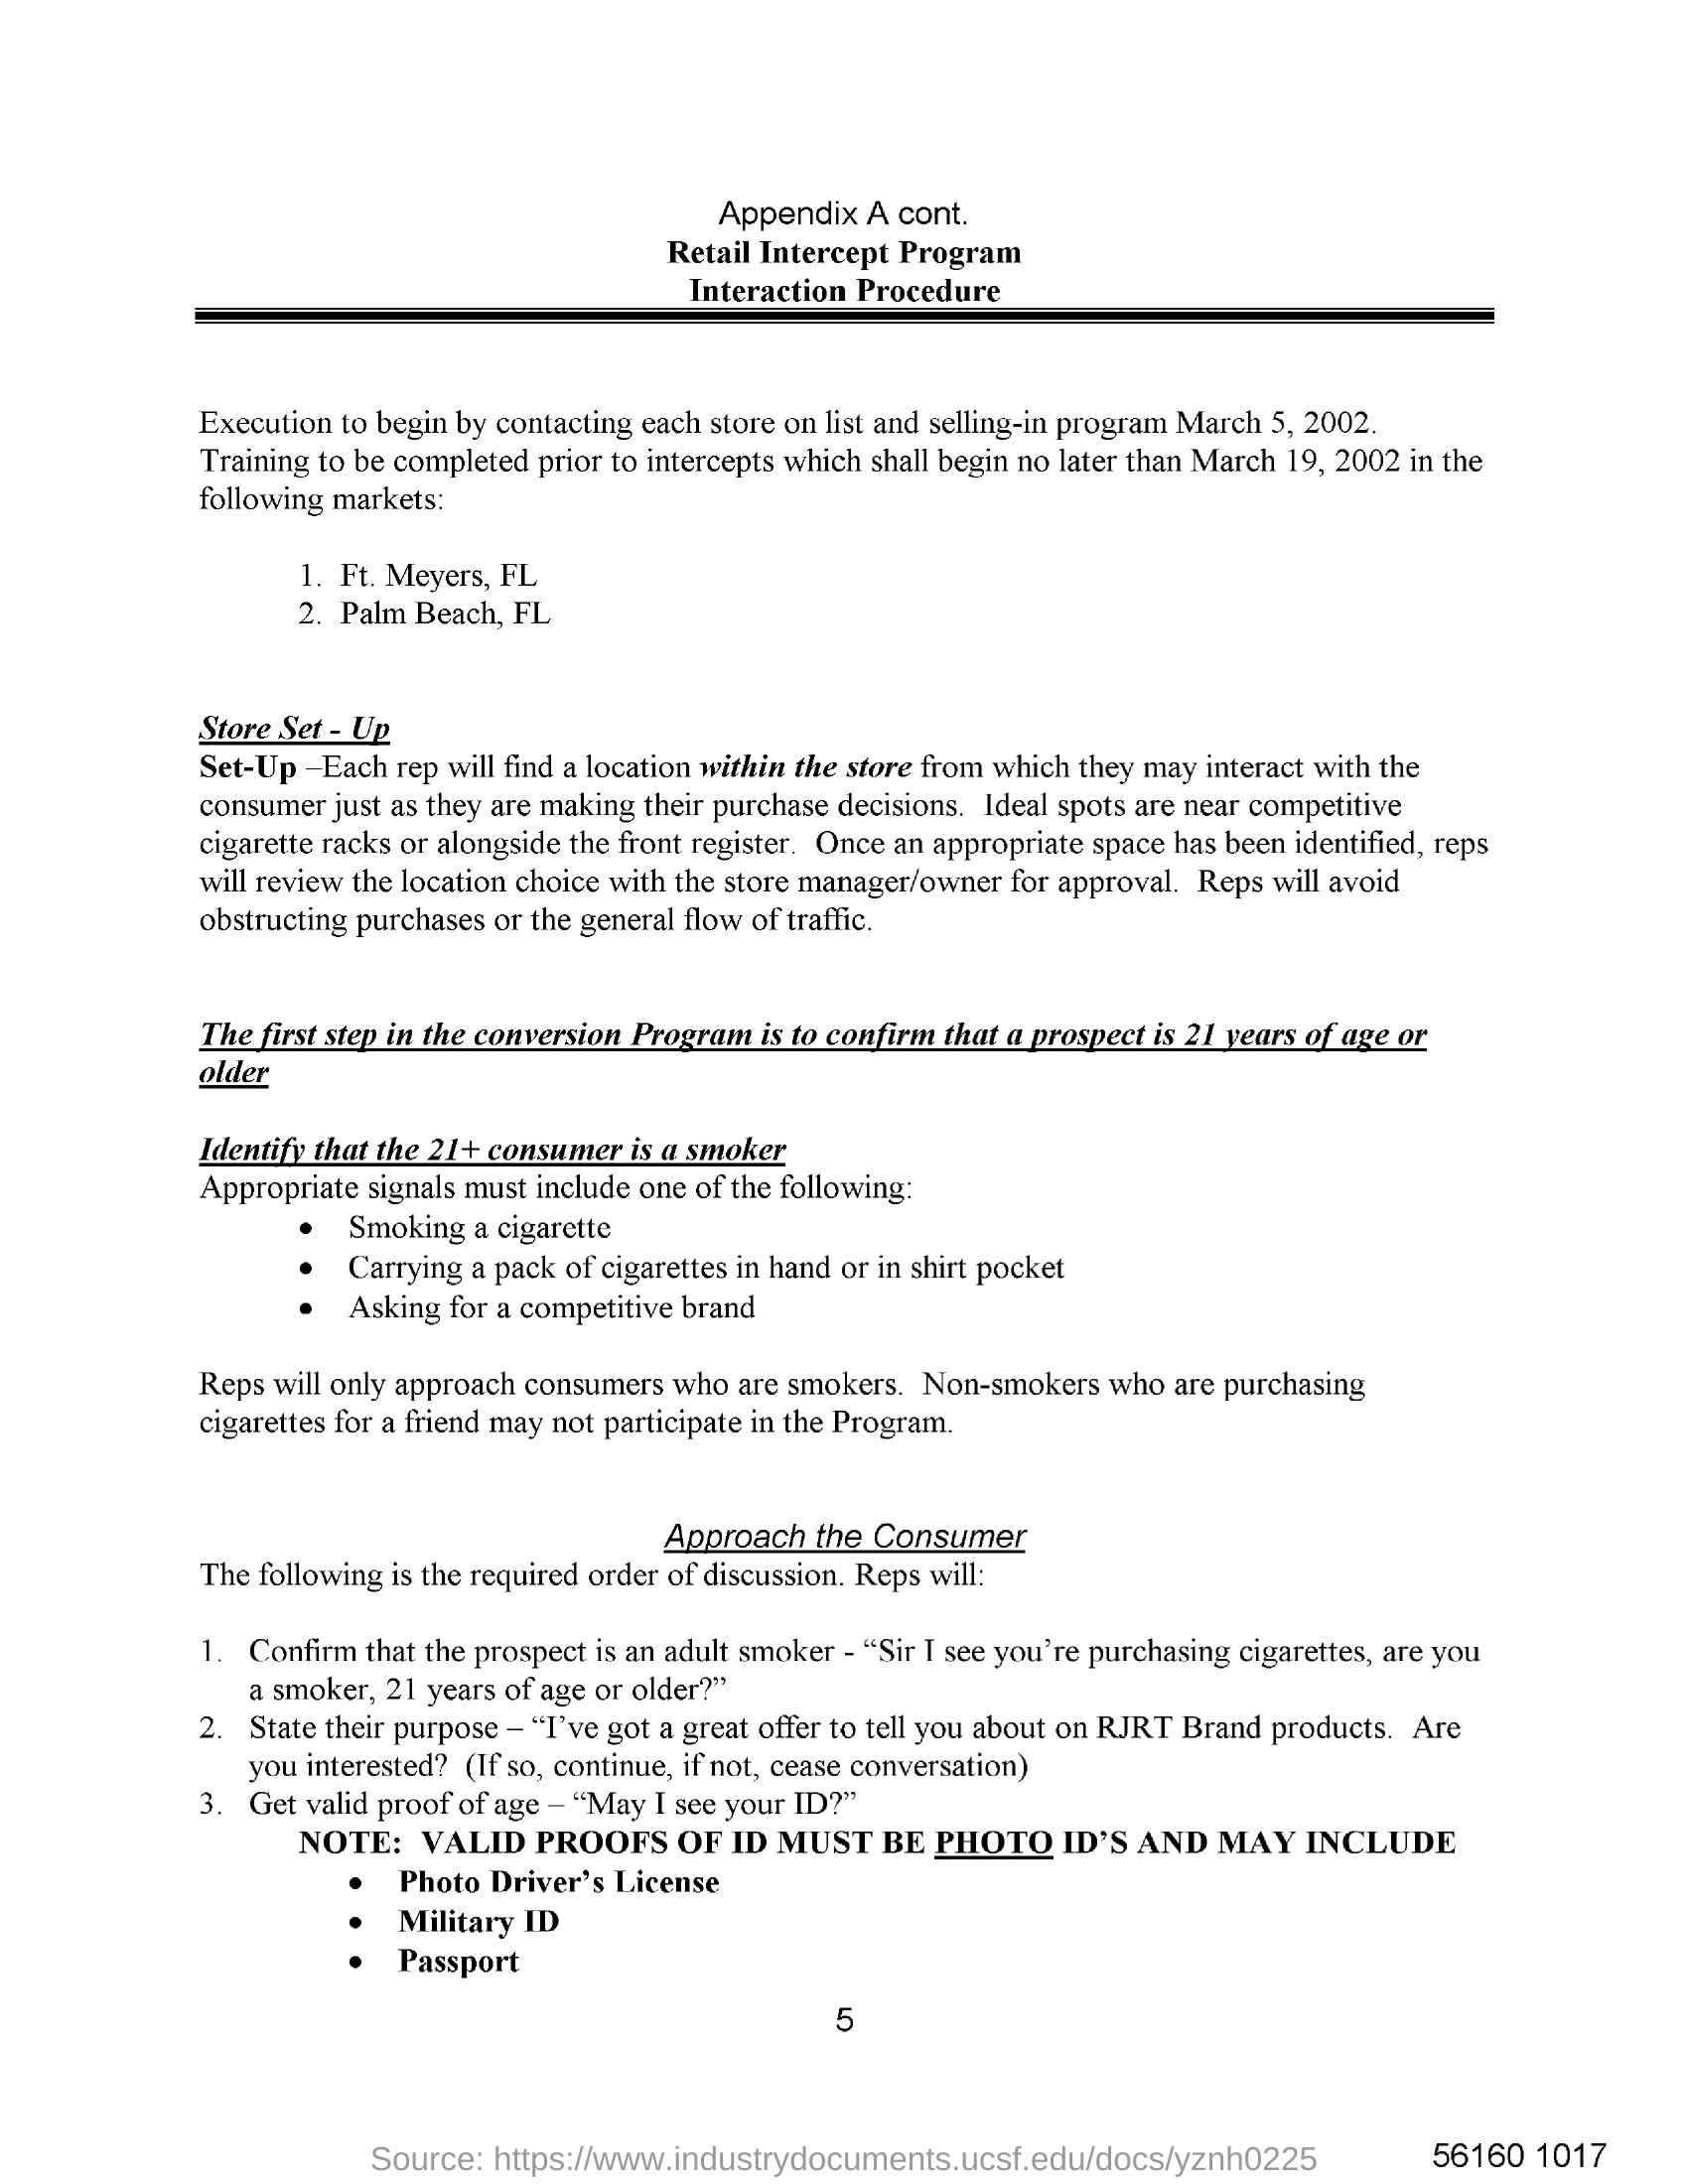 Appendix A cont.
Retail Intercept Program
Interaction Procedure
Execution to begin by contacting each store on list and selling-in program March 5, 2002.
Training to be completed prior to intercepts which shall begin no later than March 19, 2002 in the
following markets:
1. Ft. Meyers, FL
2. Palm Beach, FL
Store Set - Up
Set-Up –Each rep will find a location within the store from which they may interact with the
consumer just as they are making their purchase decisions. Ideal spots are near competitive
cigarette racks or alongside the front register. Once an appropriate space has been identified, reps
will review the location choice with the store manager/owner for approval. Reps will avoid
obstructing purchases or the general flow of traffic.
The first step in the conversion Program is to confirm that a prospect is 21 years of age or
older
Identify that the 21+ consumer is a smoker
Appropriate signals must include one of the following:
• Smoking a cigarette
• Carrying a pack of cigarettes in hand or in shirt pocket
• Asking for a competitive brand
Reps will only approach consumers who are smokers. Non-smokers who are purchasing
cigarettes for a friend may not participate in the Program.
Approach the Consumer
The following is the required order of discussion. Reps will:
1. Confirm that the prospect is an adult smoker - “Sir I see you’re purchasing cigarettes, are you
a smoker, 21 years of age or older?”
2. State their purpose – “I’ve got a great offer to tell you about on RJRT Brand products. Are
you interested? (If so, continue, if not, cease conversation)
3. Get valid proof of age – “May I see your ID?”
NOTE: VALID PROOFS OF ID MUST BE PHOTO ID’S AND MAY INCLUDE
• Photo Driver’s License
• Military ID
• Passport
5
Source: https://www.industrydocuments.ucsf.edu/docs/yznh0225
56160 1017